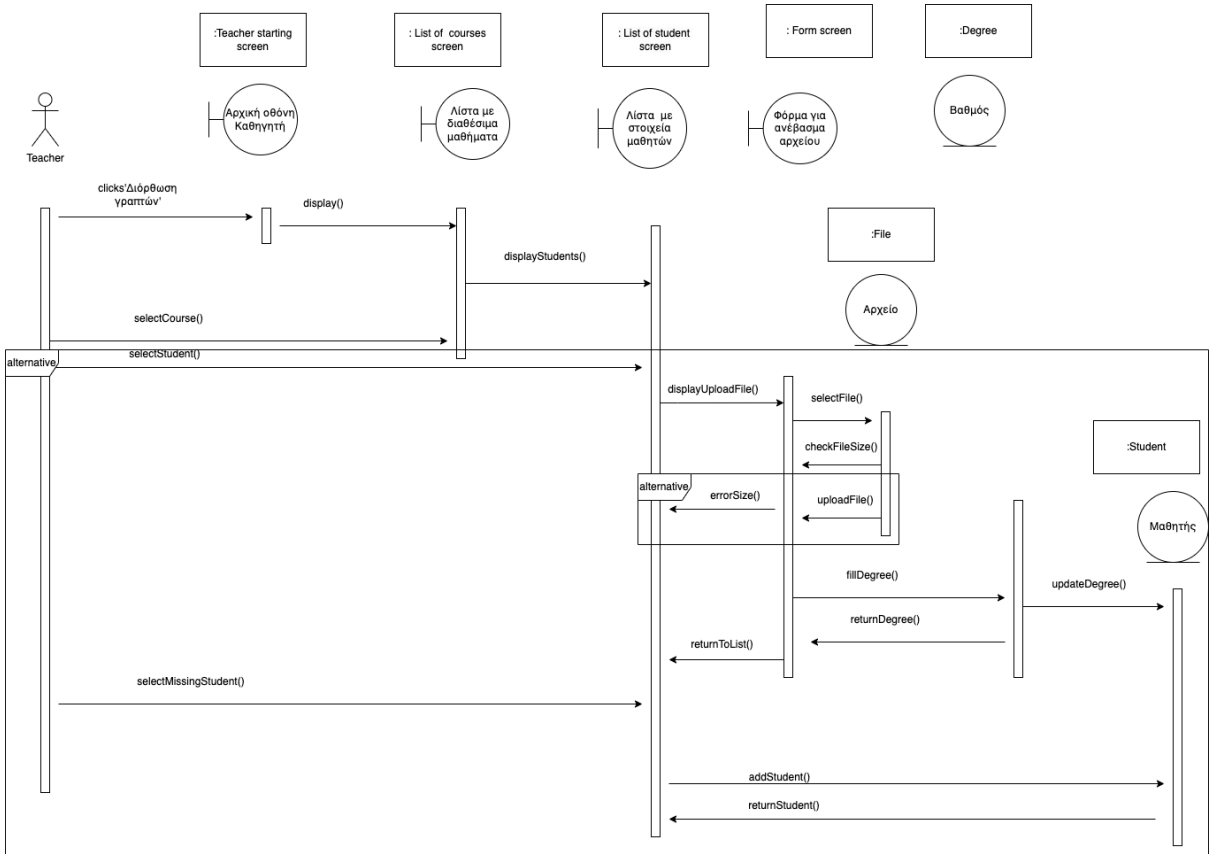 :Teacher starting
screen
: List of  courses
screen
: List of student
screen
: Form screen
:Degree
Αρχική οθόνη
Καθηγητή
Λίστα με
διαθέσιμα
μαθήματα
Λίστα  με
στοιχεία
μαθητών
Φόρμα για
ανέβασμα
αρχείου
Βαθμός
Teacher
clicks'Διόρθωση
γραπτών'
display()
:File
displayStudents()
Αρχείο
selectCourse()
alternative
selectStudent()
displayUploadFile()
selectFile()
checkFileSize()
:Student
alternative
errorSize()
uploadFile()
Μαθητής
fillDegree()
updateDegree()
returnDegree()
returnToList()
selectMissingStudent()
addStudent()
returnStudent()